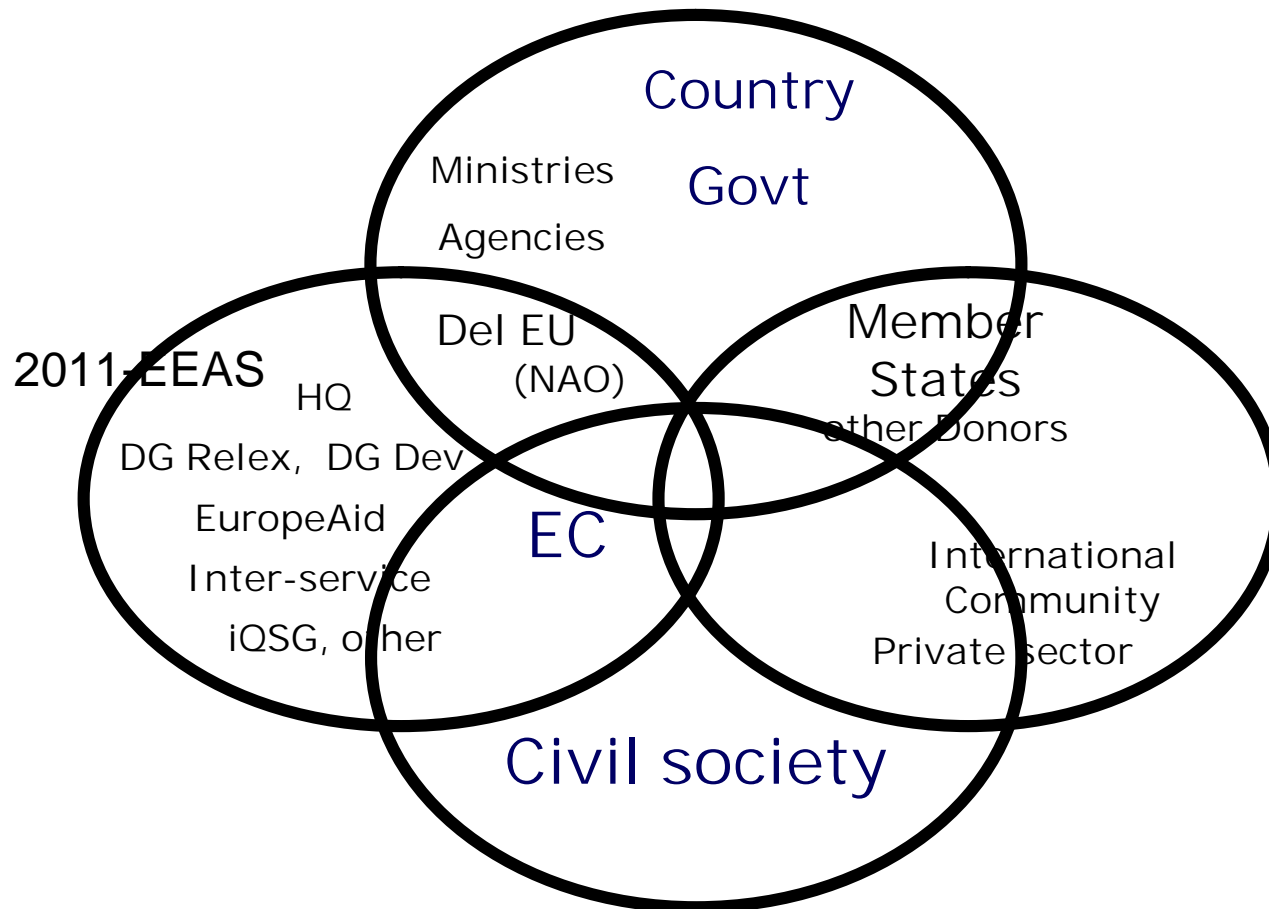 Country
Govt
Ministries
Agencies
Del EU
(NAO)
Member
States
other Donors
2011-EEAS
HQ
DG Relex, DG Dev
EuropeAid
Inter-service
iQSG, other
EC
International
Community
Private sector
Civil society